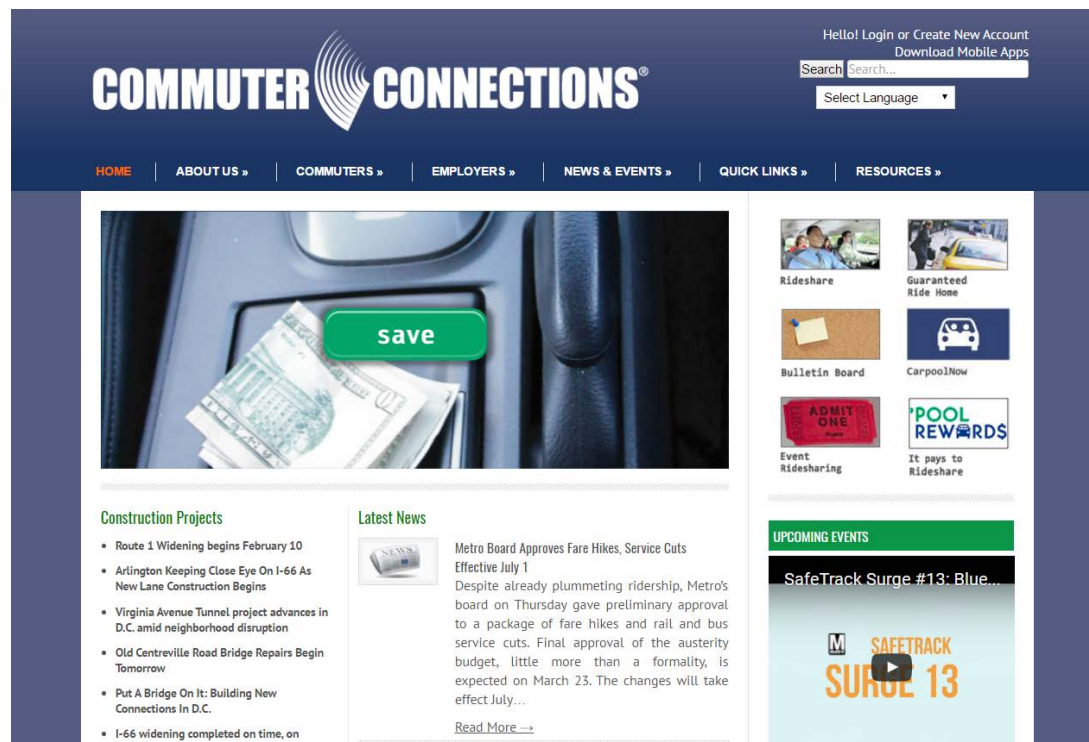 Hello! Login or Create New Account
Download Mobile Apps
Search Search...
Select Language
COMMUTER CONNECTIONS®
HOME
ABOUT US »
COMMUTERS »
EMPLOYERS »
NEWS & EVENTS »
QUICK LINKS »
RESOURCES »
save
Rideshare
Guaranteed
Ride Home
Bulletin Board
CarpoolNow
ADMIT
ONE
Event
Ridesharing
'POOL
REWARDS
It pays to
Rideshare
Construction Projects
• Route 1 Widening begins February 10
• Arlington Keeping Close Eye On I-66 As
New Lane Construction Begins
• Virginia Avenue Tunnel project advances in
D.C. amid neighborhood disruption
• Old Centreville Road Bridge Repairs Begin
Tomorrow
• Put A Bridge On It: Building New
Connections In D.C.
• I-66 widening completed on time, on
Latest News
NEWS
Metro Board Approves Fare Hikes, Service Cuts
Effective July 1
Despite already plummeting ridership, Metro's
board on Thursday gave preliminary approval
to a package of fare hikes and rail and bus
service cuts. Final approval of the austerity
budget, little more than a formality, is
expected on March 23. The changes will take
effect July…
Read More →
UPCOMING EVENTS
SafeTrack Surge #13: Blue...
M
SAFETRACK
SURGE 13